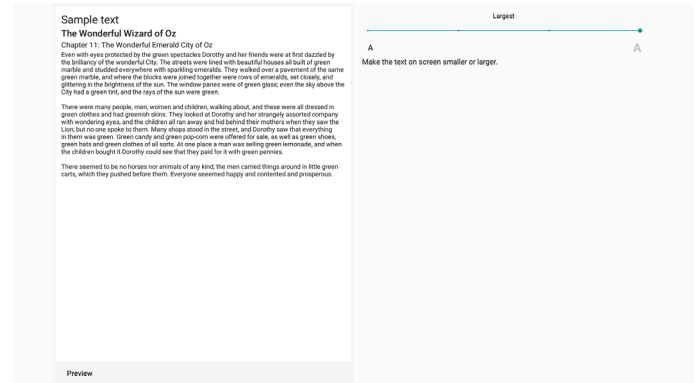 Sample text
The Wonderful Wizard of Oz
Chapter 11: The Wonderful Emerald City of Oz
Even with eyes protected by the green spectacles Dorothy and her friends were at first dazzled by
the brilliancy of the wonderful City. The streets were lined with beautiful houses all built of green
marble and studded everywhere with sparkling emeralds. They walked over a pavement of the same
green marble, and where the blocks were joined together were rows of emeralds, set closely, and
glittering in the brightness of the sun. The window panes were of green glass; even the sky above the
City had a green tint, and the rays of the sun were green.
There were many people, men, women and children, walking about, and these were all dressed in
green clothes and had greenish skins. They looked at Dorothy and her strangely assorted company
with wondering eyes, and the children all ran away and hid behind their mothers when they saw the
Lion; but no one spoke to them. Many shops stood in the street, and Dorothy saw that everything
in them was green. Green candy and green pop-corn were offered for sale, as well as green shoes,
green hats and green clothes of all sorts. At one place a man was selling green lemonade, and when
the children bought it Dorothy could see that they paid for it with green pennies.
There seemed to be no horses nor animals of any kind; the men carried things around in little green
carts, which they pushed before them. Everyone seeemed happy and contented and prosperous.
Preview
Largest
A A
Make the text on screen smaller or larger.